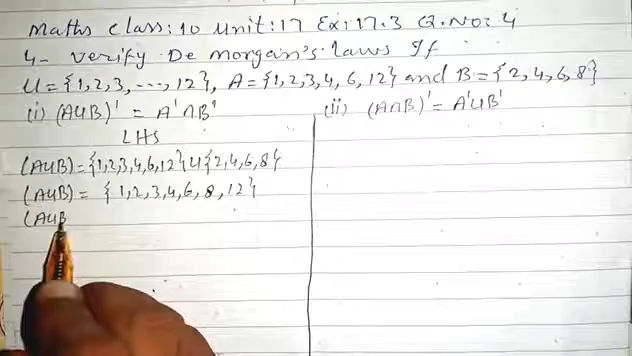 Maths Class: 10 Unit: 17 Ex: 17.3 Q.NO: 4
4- Verify De Morgan's Laws If
U = {1, 2, 3, ..., 12}, A = {1, 2, 3, 4, 6, 12} and B = {2, 4, 6, 8}
(i) (A∪B)' = A' ∩ B' (ii) (A∩B)' = A' ∪ B'
LHS
(A∪B) = {1, 2, 3, 4, 6, 12} ∪ {2, 4, 6, 8}
(A∪B) = {1, 2, 3, 4, 6, 8, 12}
(A∪B